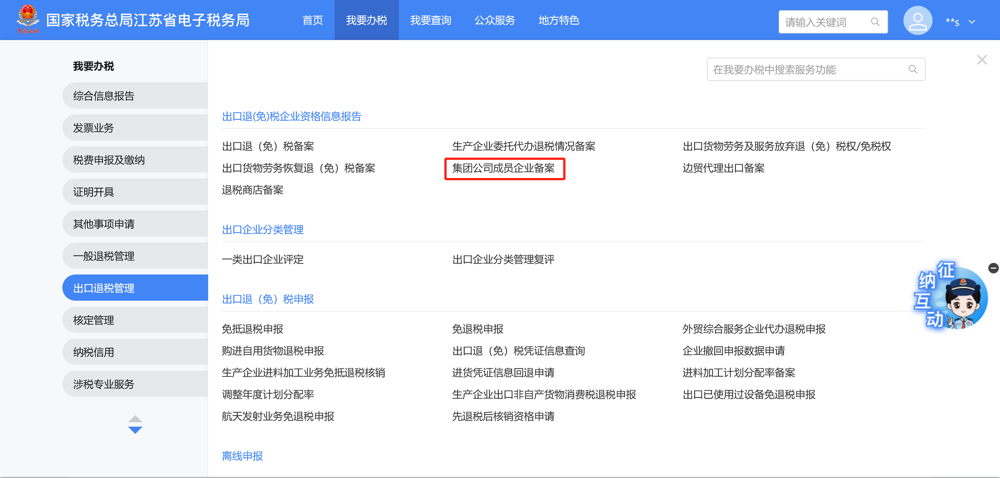 国家税务总局江苏省电子税务局
首页
我要办税
我要查询
公众服务
地方特色
请输入关键词
**s
中国税务
我要办税
综合信息报告
发票业务
税费申报及缴纳
证明开具
其他事项申请
一般退税管理
出口退税管理
核定管理
纳税信用
涉税专业服务
在我要办税中搜索服务功能
出口退(免)税企业资格信息报告
出口退（免）税备案
生产企业委托代办退税情况备案
出口货物劳务及服务放弃退（免）税权/免税权
出口货物劳务恢复退（免）税备案
集团公司成员企业备案
边贸代理出口备案
退税商店备案
出口企业分类管理
一类出口企业评定
出口企业分类管理复评
出口退（免）税申报
免抵退税申报
免退税申报
外贸综合服务企业代办退税申报
购进自用货物退税申报
出口退（免）税凭证信息查询
企业撤回申报数据申请
生产企业进料加工业务免抵退税核销
进货凭证信息回退申请
进料加工计划分配率备案
调整年度计划分配率
生产企业出口非自产货物消费税退税申报
出口已使用过设备免退税申报
航天发射业务免退税申报
先退税后核销资格申请
离线申报
征纳互动